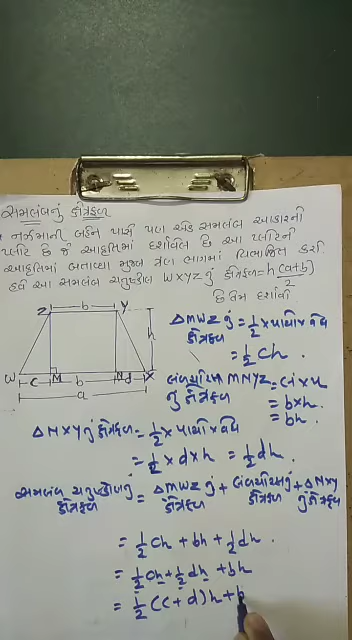 સમલંબનું ક્ષેત્રફળ
નર્ગમાની બહેન પાસે પણ એક સમલંબ આકારની
પ્લોટ છે જે આકૃતિમાં દર્શાવેલ છે આ પ્લોટની
આકૃતિમાં બતાવ્યા મુજબ ત્રણ ભાગમાં વિભાજિત કરો.
હવે આ સમલંબ ચતુષ્કોણ WXYZ નું ક્ષેત્રફળ = h (a+b)
2
છે તેમ દર્શાવો
Z b Y
h
W c M b N d X
a
ΔMWZ નું ક્ષેત્રફળ = 1/2 × પાયો × વેધ
= 1/2 ch.
લંબચોરસ MNYZ નું ક્ષેત્રફળ = લં × પ
= b×h
= bh.
ΔNXY નું ક્ષેત્રફળ = 1/2 × પાયો × વેધ
= 1/2 × d × h = 1/2 dh.
સમલંબ ચતુષ્કોણનું ક્ષેત્રફળ = ΔMWZ નું ક્ષેત્રફળ + લંબચોરસનું ક્ષેત્રફળ + ΔNXY નું ક્ષેત્રફળ
= 1/2 ch + bh + 1/2 dh.
= 1/2 ch + 1/2 dh + bh
= 1/2 (c + d) h + b